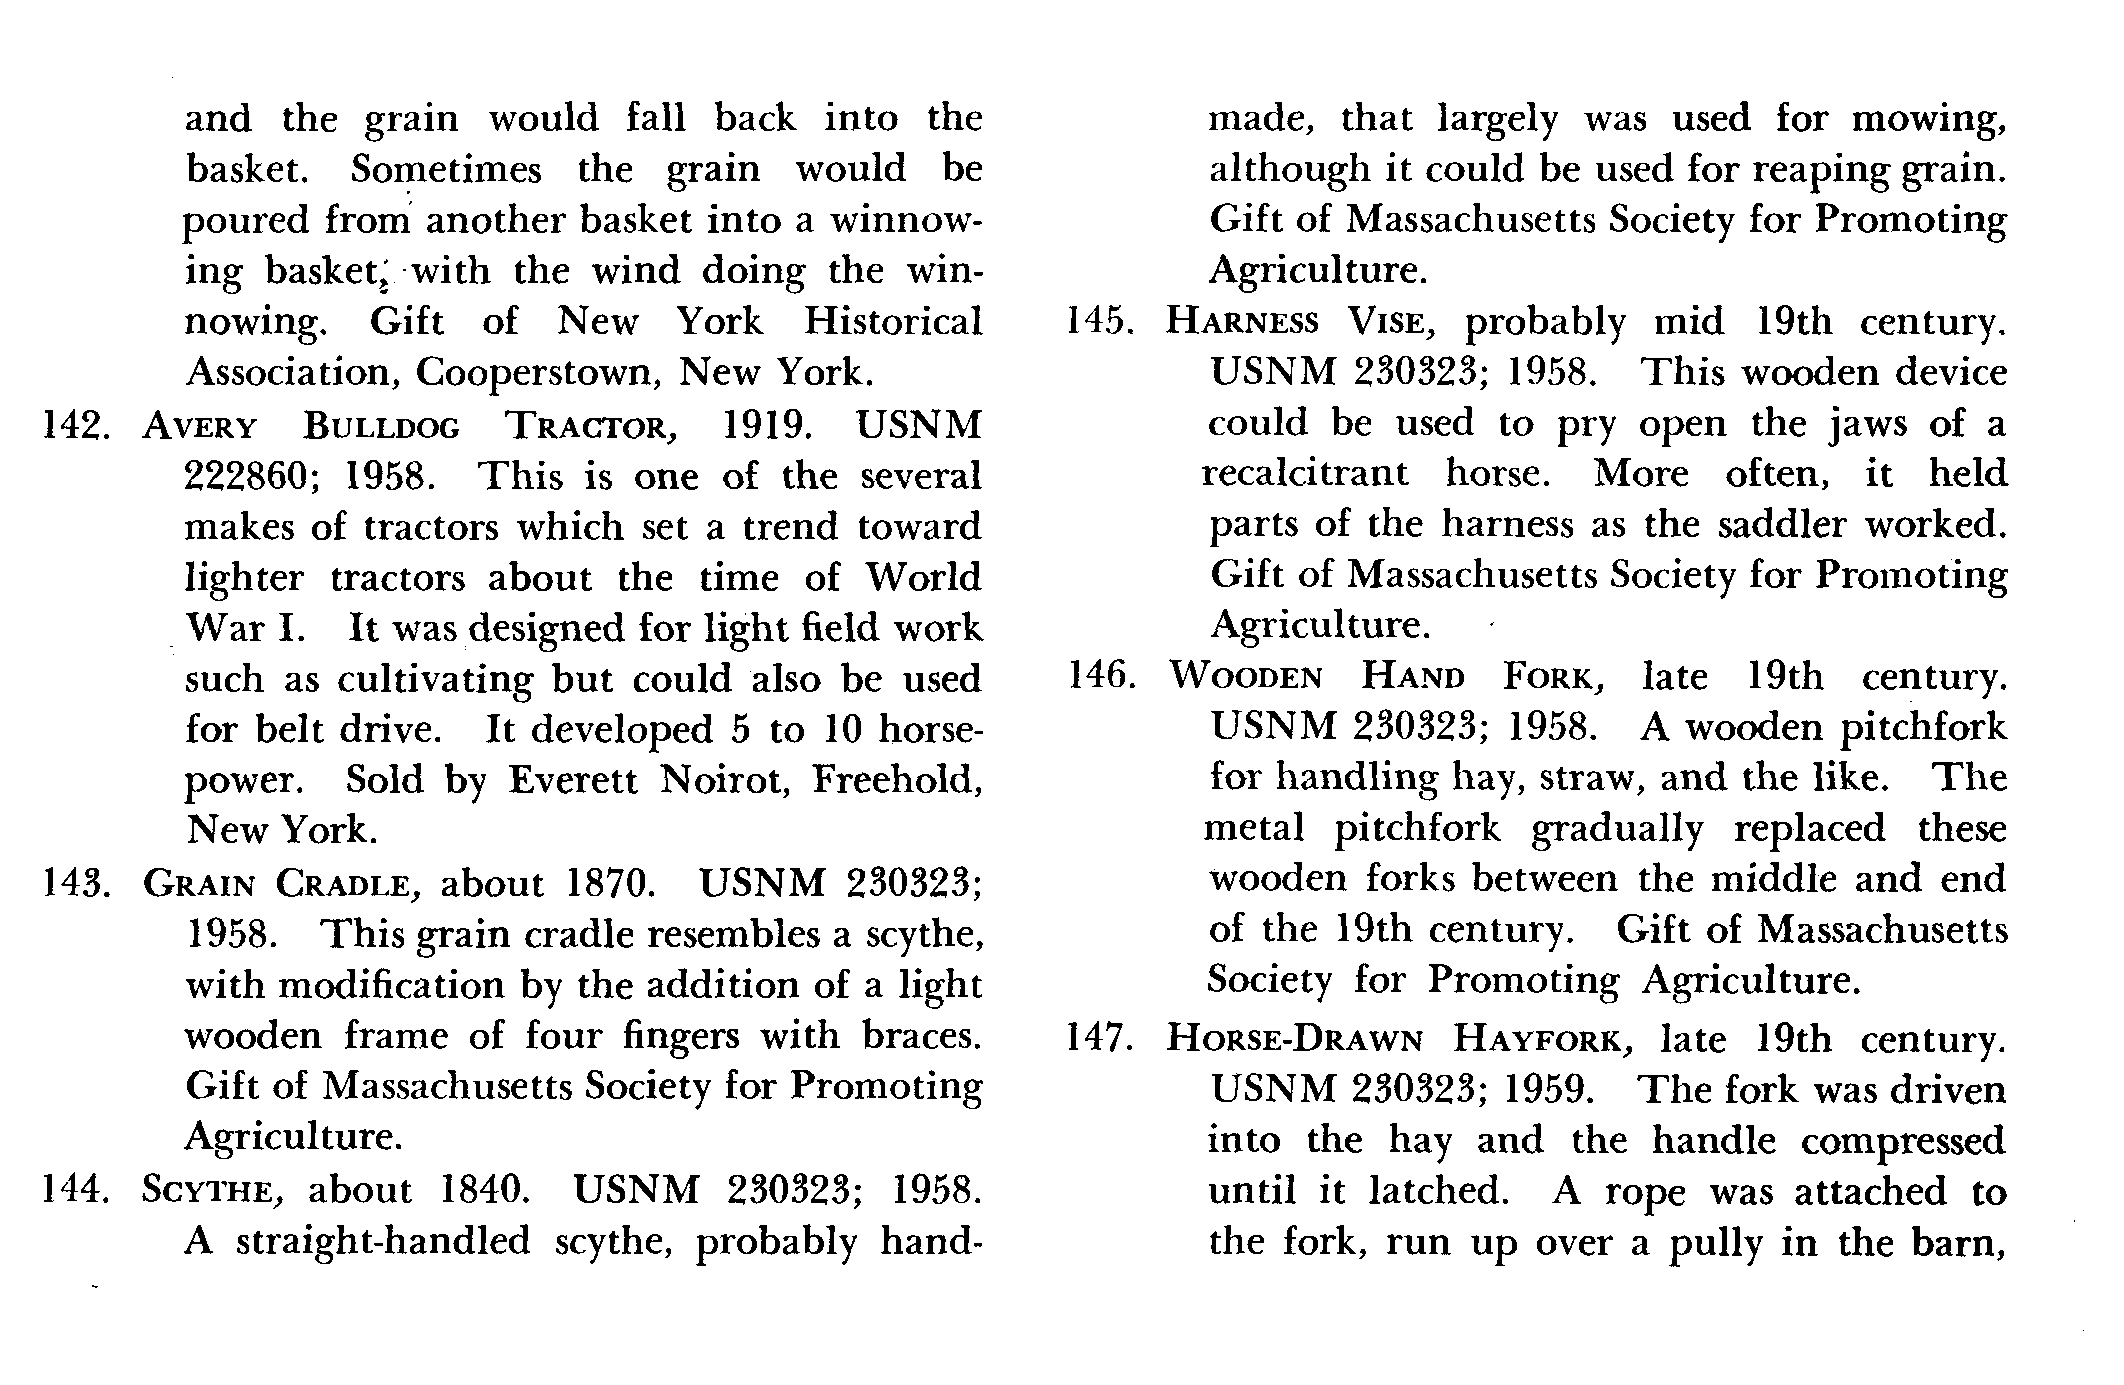 and the grain would fall back into the
basket. Sometimes the grain would be
poured from another basket into a winnow-
ing basket, with the wind doing the win-
nowing. Gift of New York Historical
Association, Cooperstown, New York.
142. AVERY BULLDOG TRACTOR, 1919. USNM
222860; 1958. This is one of the several
makes of tractors which set a trend toward
lighter tractors about the time of World
War I. It was designed for light field work
such as cultivating but could also be used
for belt drive. It developed 5 to 10 horse-
power. Sold by Everett Noirot, Freehold,
New York.
143. GRAIN CRADLE, about 1870. USNM 230323;
1958. This grain cradle resembles a scythe,
with modification by the addition of a light
wooden frame of four fingers with braces.
Gift of Massachusetts Society for Promoting
Agriculture.
144. SCYTHE, about 1840. USNM 230323; 1958.
A straight-handled scythe, probably hand-
made, that largely was used for mowing,
although it could be used for reaping grain.
Gift of Massachusetts Society for Promoting
Agriculture.
145. HARNESS VISE, probably mid 19th century.
USNM 230323; 1958. This wooden device
could be used to pry open the jaws of a
recalcitrant horse. More often, it held
parts of the harness as the saddler worked.
Gift of Massachusetts Society for Promoting
Agriculture.
146. WOODEN HAND FORK, late 19th century.
USNM 230323; 1958. A wooden pitchfork
for handling hay, straw, and the like. The
metal pitchfork gradually replaced these
wooden forks between the middle and end
of the 19th century. Gift of Massachusetts
Society for Promoting Agriculture.
147. HORSE-DRAWN HAYFORK, late 19th century.
USNM 230323; 1959. The fork was driven
into the hay and the handle compressed
until it latched. A rope was attached to
the fork, run up over a pully in the barn,